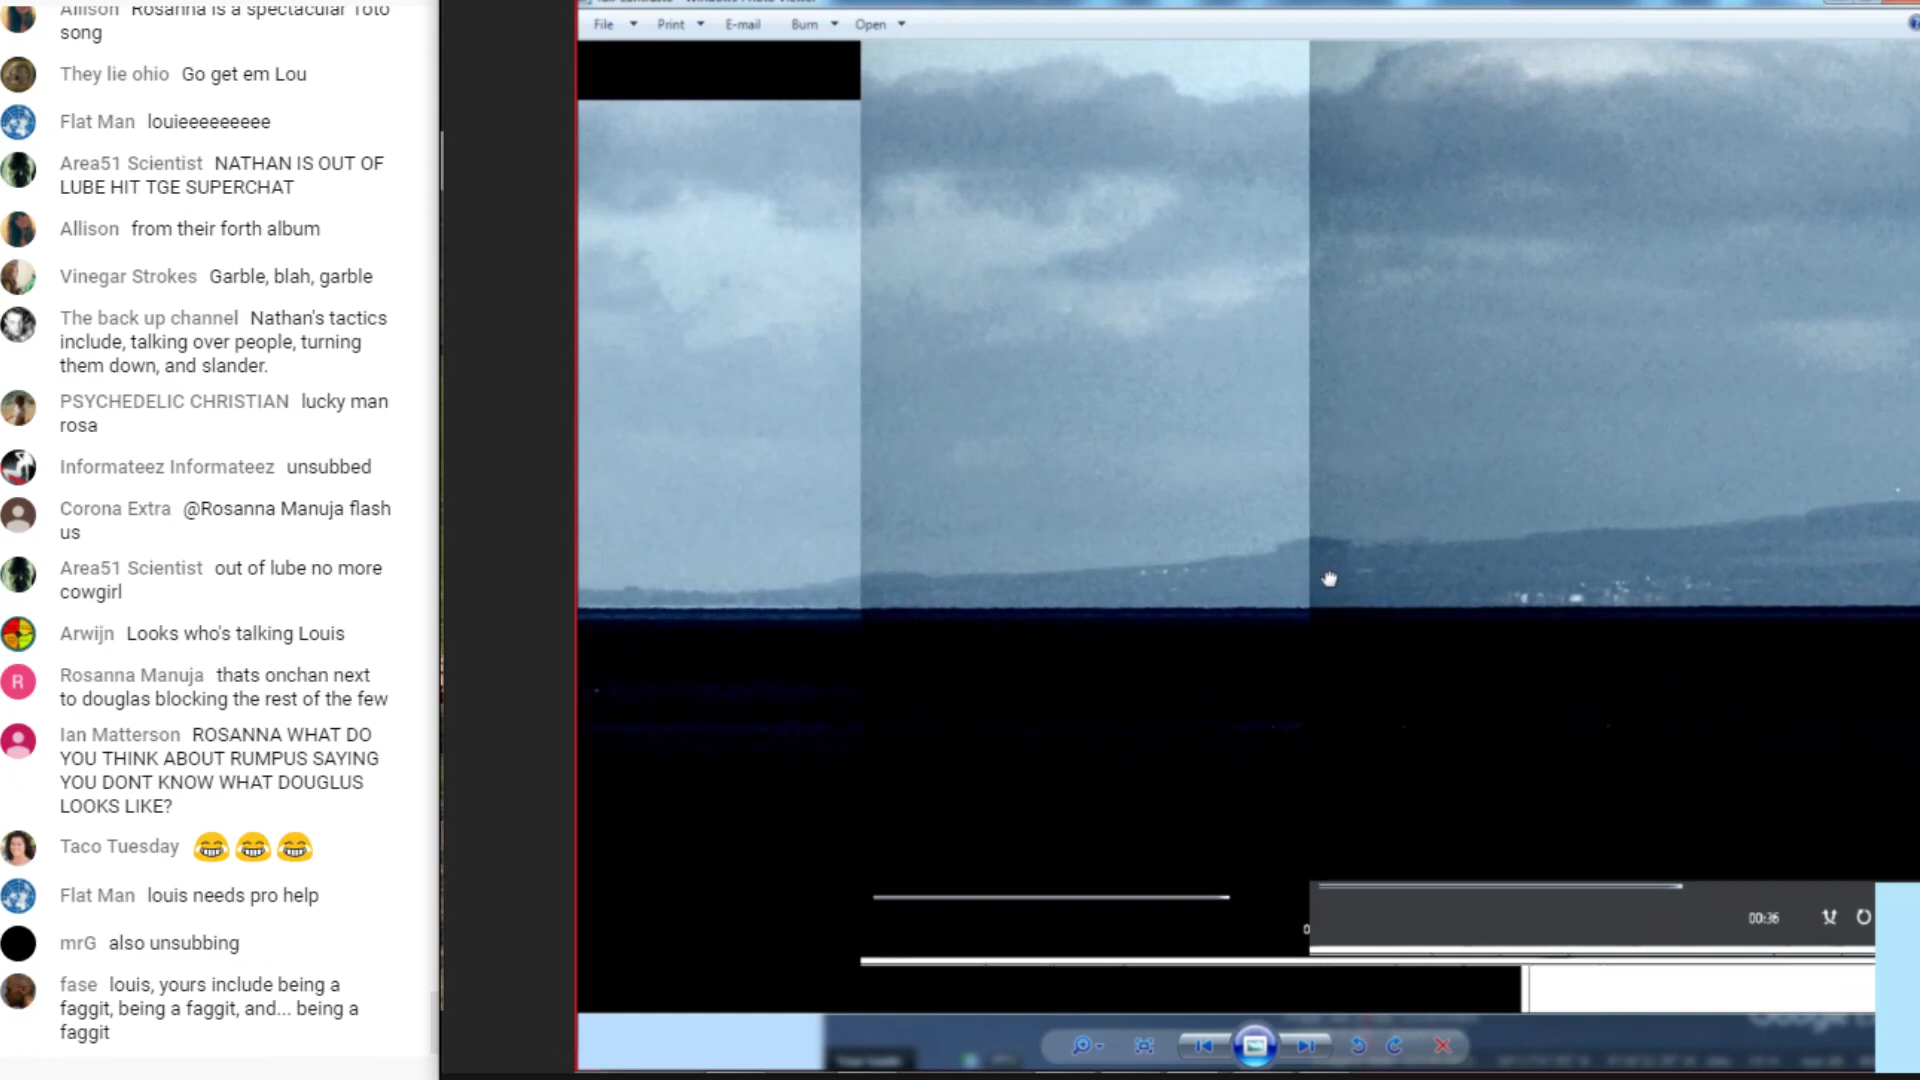 Allison Rosanna is a spectacular Toto
song
They lie ohio Go get em Lou
Flat Man louieeeeeeeee
Area51 Scientist NATHAN IS OUT OF
LUBE HIT TGE SUPERCHAT
Allison from their forth album
Vinegar Strokes Garble, blah, garble
The back up channel Nathan's tactics
include, talking over people, turning
them down, and slander.
PSYCHEDELIC CHRISTIAN lucky man
rosa
Informateez Informateez unsubbed
Corona Extra @Rosanna Manuja flash
us
Area51 Scientist out of lube no more
cowgirl
Arwijn Looks who's talking Louis
R
Rosanna Manuja thats onchan next
to douglas blocking the rest of the few
Ian Matterson ROSANNA WHAT DO
YOU THINK ABOUT RUMPUS SAYING
YOU DONT KNOW WHAT DOUGLUS
LOOKS LIKE?
Taco Tuesday 😂😂😂
Flat Man louis needs pro help
mrG also unsubbing
fase louis, yours include being a
faggit, being a faggit, and... being a
faggit
File Print E-mail Burn Open
00:36
0